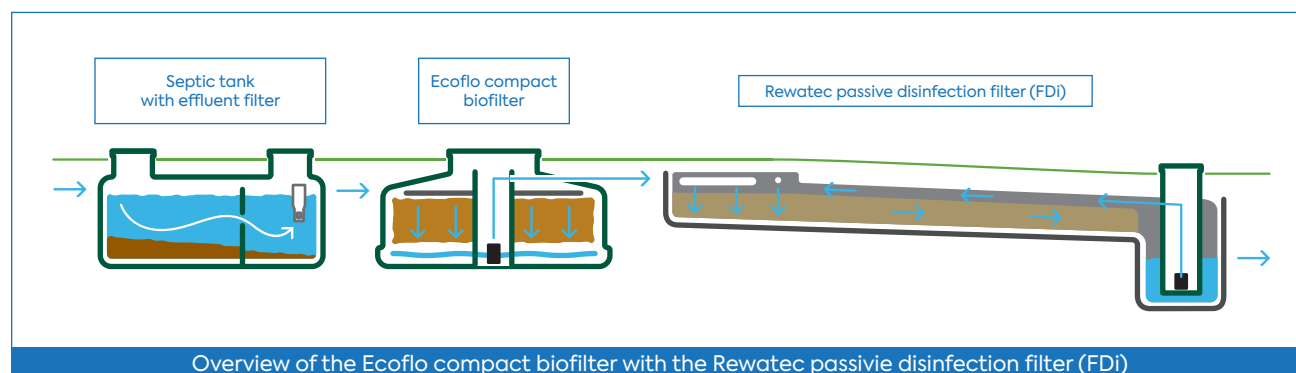 Septic tank
with effluent filter
Ecoflo compact
biofilter
Rewatec passive disinfection filter (FDi)
Overview of the Ecoflo compact biofilter with the Rewatec passivie disinfection filter (FDi)